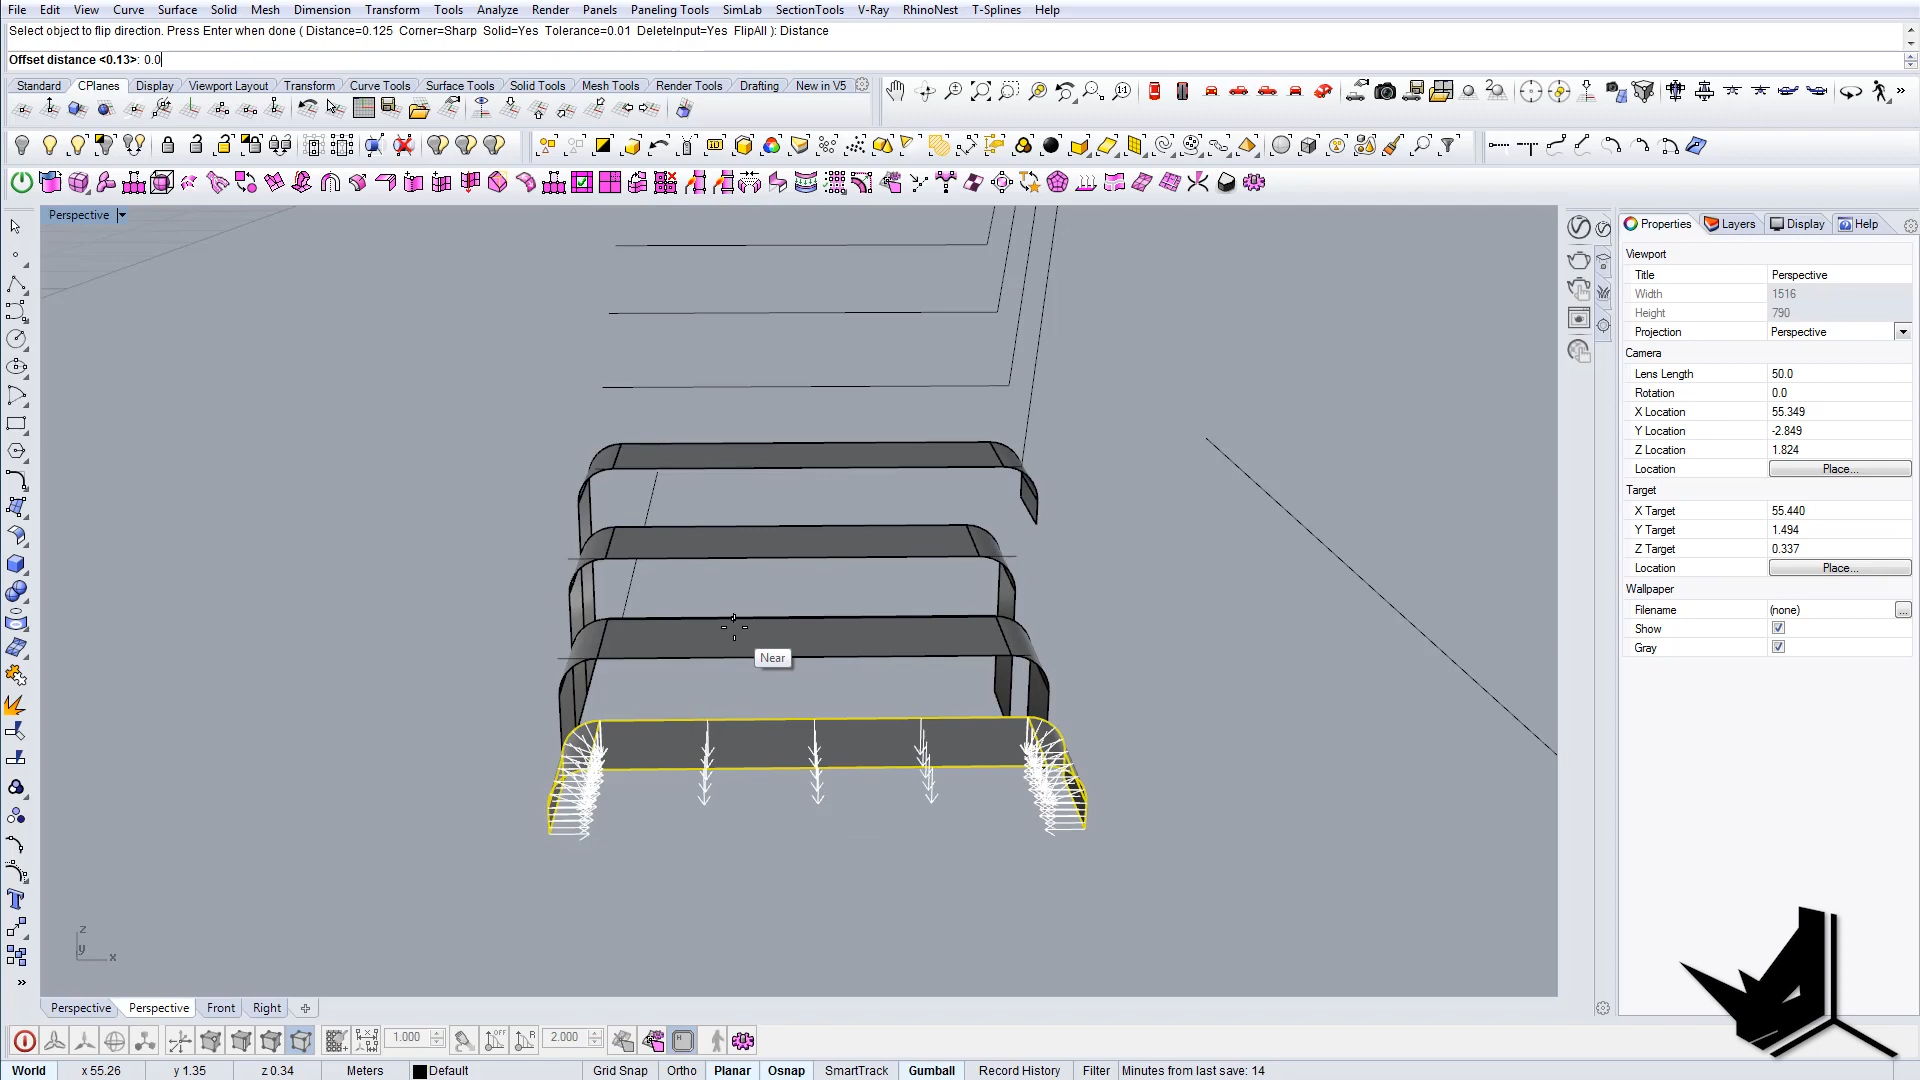 File Edit View Curve Surface Solid Mesh Dimension Transform Tools Analyze Render Panels Paneling Tools SimLab SectionTools V-Ray RhinoNest T-Splines Help
Select object to flip direction. Press Enter when done ( Distance=0.125 Corner=Sharp Solid=Yes Tolerance=0.01 DeleteInput=Yes FlipAll ): Distance
Offset distance <0.13>: 0.0
Standard CPlanes Display Viewport Layout Transform Curve Tools Surface Tools Solid Tools Mesh Tools Render Tools Drafting New in V5
Perspective
Properties Layers Display Help
Viewport
Title Perspective
Width 1516
Height 790
Projection Perspective
Camera
Lens Length 50.0
Rotation 0.0
X Location 55.349
Y Location -2.849
Z Location 1.824
Location Place...
Target
X Target 55.440
Y Target 1.494
Z Target 0.337
Location Place...
Wallpaper
Filename (none) ...
Show
Gray
Near
z
y x
Perspective Perspective Front Right
1.000 OFF R 2.000 H
World x 55.26 y 1.35 z 0.34 Meters Default Grid Snap Ortho Planar Osnap SmartTrack Gumball Record History Filter Minutes from last save: 14